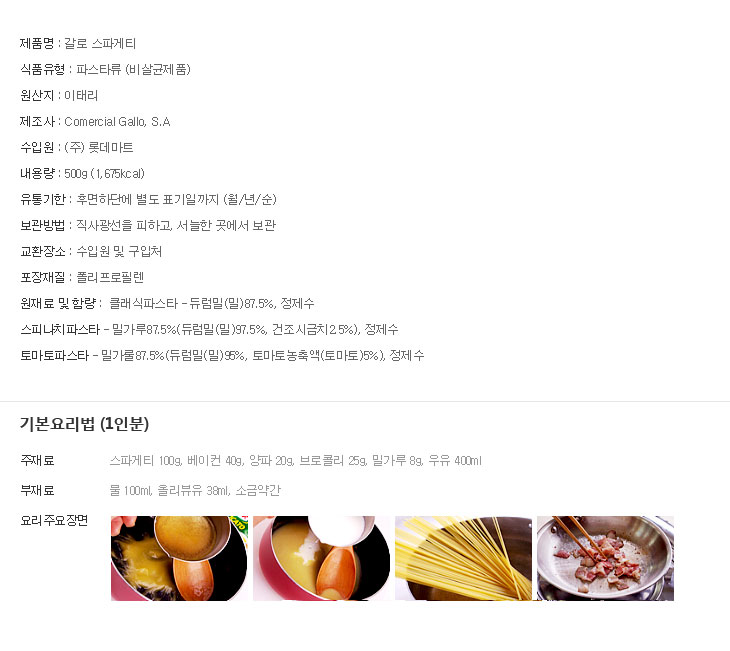 제품명 : 갈로 스파게티
식품유형 : 파스타류 (비살균제품)
원산지 : 이태리
제조사 : Comercial Gallo, S.A
수입원 : (주) 롯데마트
내용량 : 500g (1,675kcal)
유통기한 : 후면하단에 별도 표기일까지 (월/년/순)
보관방법 : 직사광선을 피하고, 서늘한 곳에서 보관
교환장소 : 수입원 및 구입처
포장재질 : 폴리프로필렌
원재료 및 함량 : 클래식파스타 - 듀럼밀(밀)87.5%, 정제수
스피나치파스타 - 밀가루87.5%(듀럼밀(밀)97.5%, 건조시금치2.5%), 정제수
토마토파스타 - 밀가룰87.5%(듀럼밀(밀)95%, 토마토농축액(토마토)5%), 정제수
기본요리법 (1인분)
주재료 스파게티 100g, 베이컨 40g, 양파 20g, 브로콜리 25g, 밀가루 8g, 우유 400ml
부재료 물 100ml, 올리뷰유 38ml, 소금약간
요리주요장면